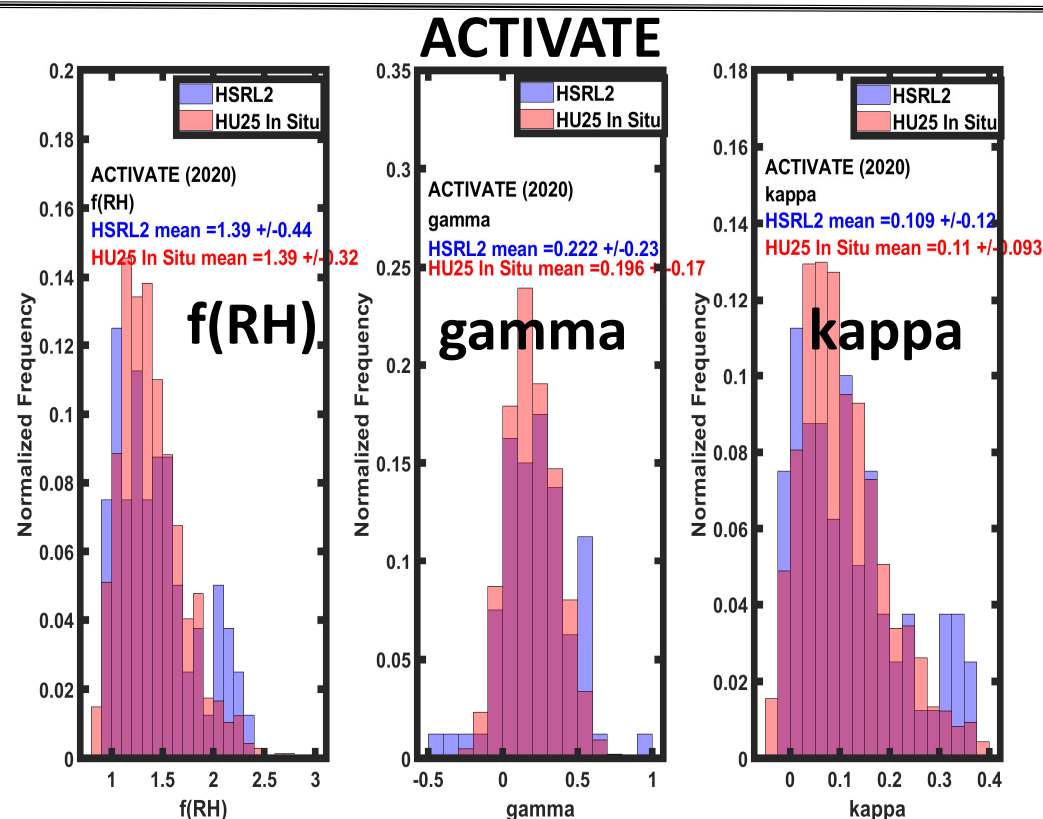 ACTIVATE
0.2
0.18
0.16
0.14
0.12
0.1
0.08
0.06
0.04
0.02
0
Normalized Frequency
HSRL2
HU25 In Situ
ACTIVATE (2020)
f(RH)
HSRL2 mean =1.39 +/-0.44
HU25 In Situ mean =1.39 +/-0.32
f(RH)
1 1.5 2 2.5 3
f(RH)
0.35
0.3
0.25
0.2
0.15
0.1
0.05
0
Normalized Frequency
HSRL2
HU25 In Situ
ACTIVATE (2020)
gamma
HSRL2 mean =0.222 +/-0.23
HU25 In Situ mean =0.196 +/-0.17
gamma
-0.5 0 0.5 1
gamma
0.18
0.16
0.14
0.12
0.1
0.08
0.06
0.04
0.02
0
Normalized Frequency
HSRL2
HU25 In Situ
ACTIVATE (2020)
kappa
HSRL2 mean =0.109 +/-0.12
HU25 In Situ mean =0.11 +/-0.093
kappa
0 0.1 0.2 0.3 0.4
kappa